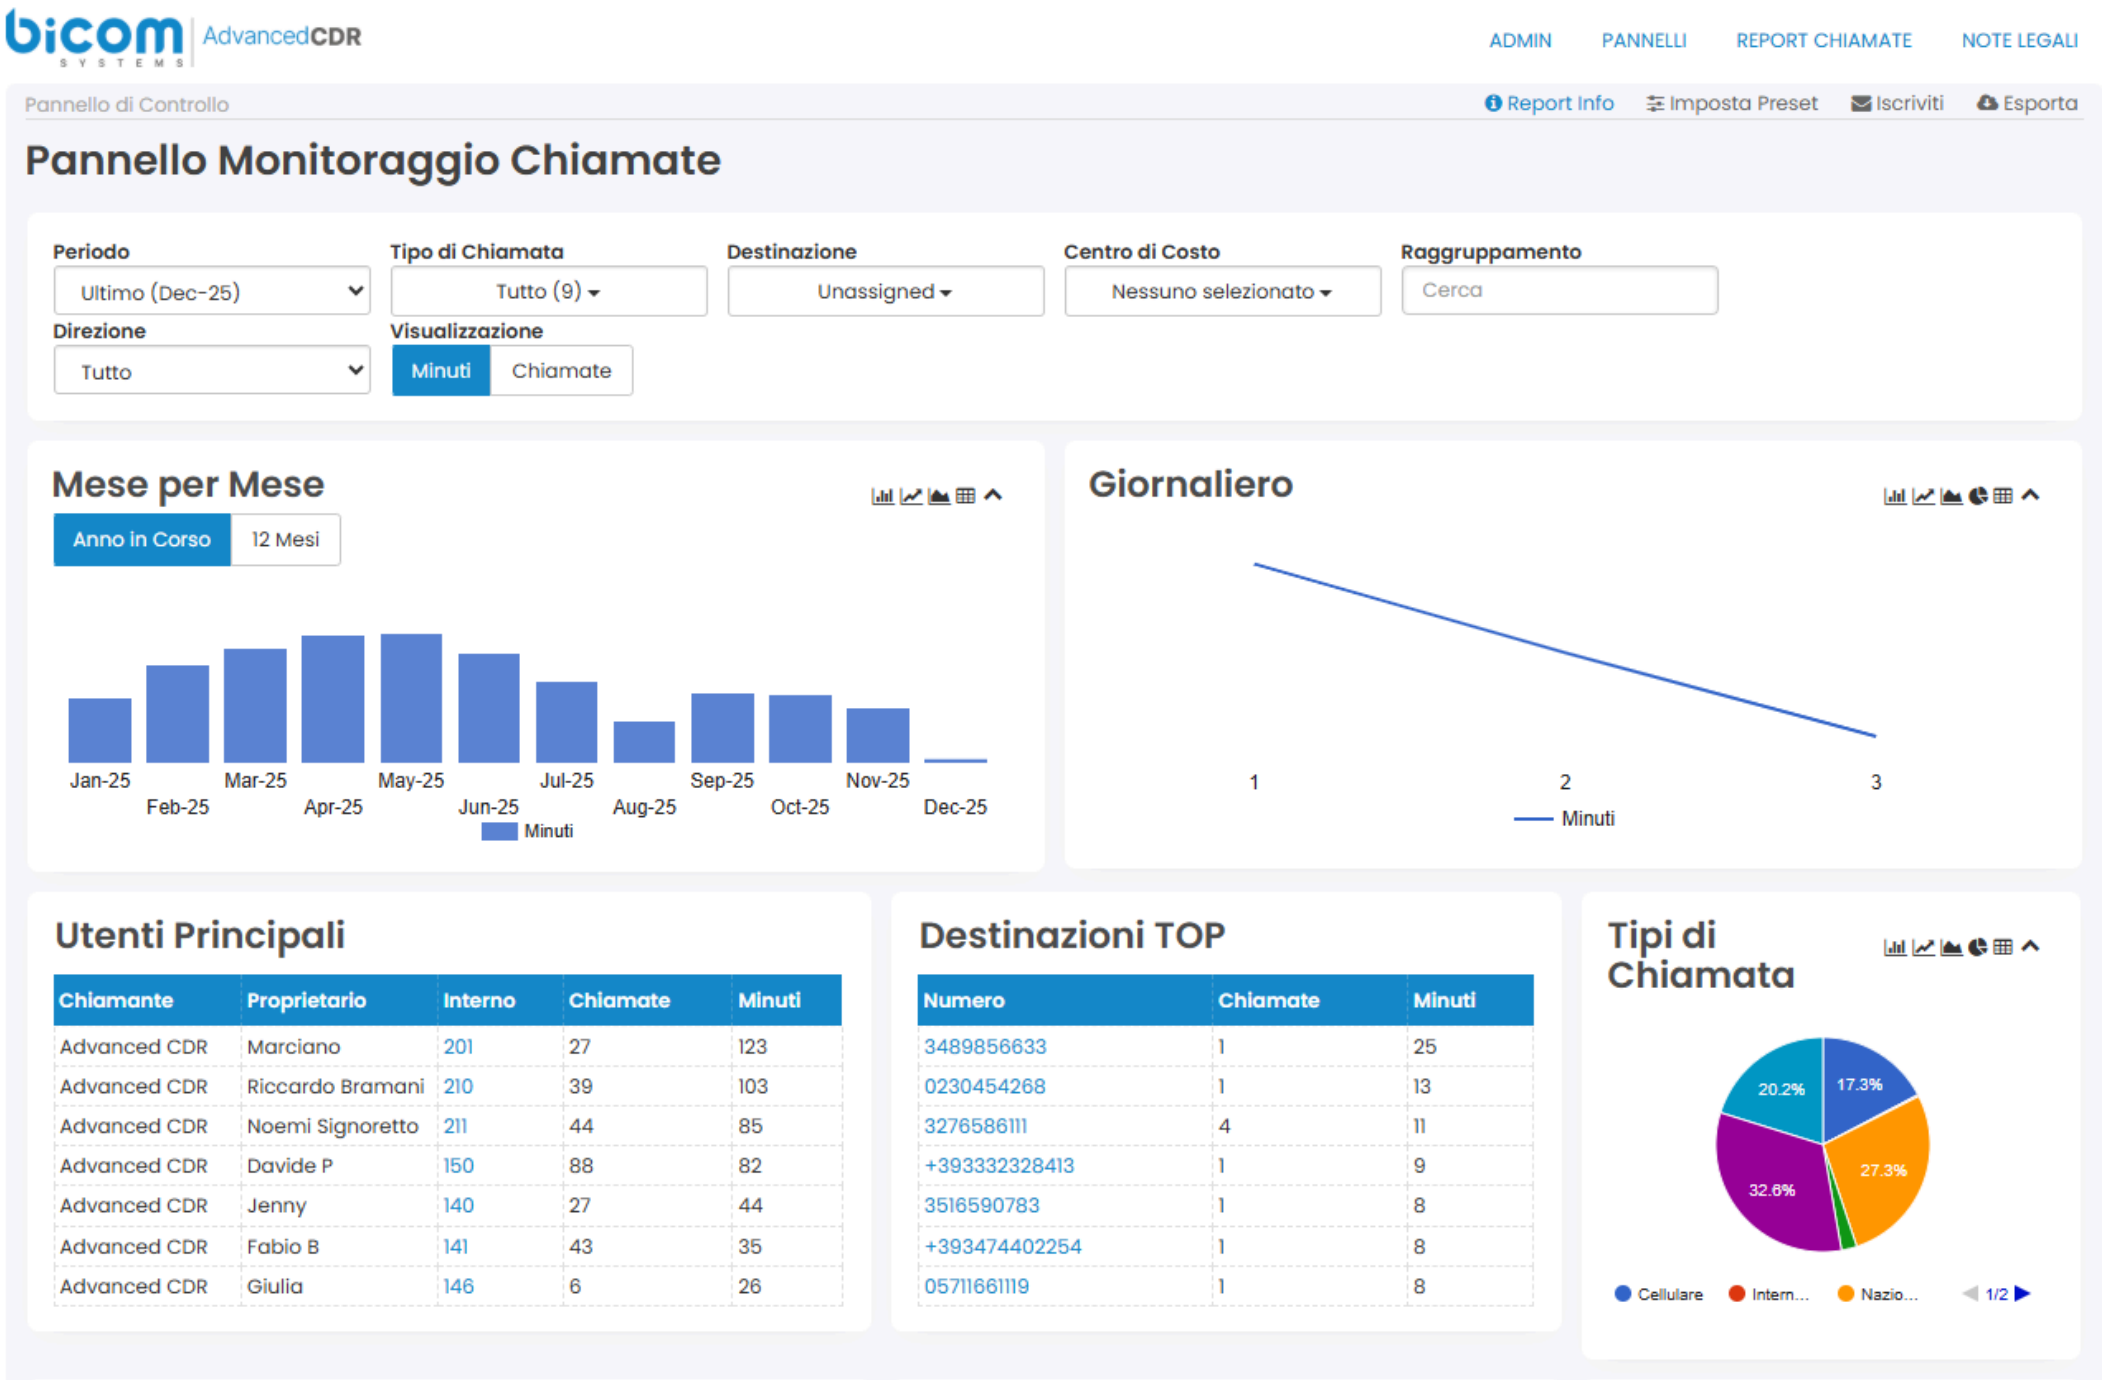 bicom SYSTEMS AdvancedCDR
ADMIN PANNELLI REPORT CHIAMATE NOTE LEGALI
Pannello di Controllo
Report Info Imposta Preset Iscriviti Esporta
Pannello Monitoraggio Chiamate
Periodo Tipo di Chiamata Destinazione Centro di Costo Raggruppamento
Ultimo (Dec-25) Tutto (9) Unassigned Nessuno selezionato Cerca
Direzione Visualizzazione
Tutto Minuti Chiamate
Mese per Mese
Anno in Corso 12 Mesi
Jan-25 Mar-25 May-25 Jul-25 Sep-25 Nov-25
Feb-25 Apr-25 Jun-25 Aug-25 Oct-25 Dec-25
Minuti
Giornaliero
1 2 3
Minuti
Utenti Principali
Chiamante Proprietario Interno Chiamate Minuti
Advanced CDR Marciano 201 27 123
Advanced CDR Riccardo Bramani 210 39 103
Advanced CDR Noemi Signoretto 211 44 85
Advanced CDR Davide P 150 88 82
Advanced CDR Jenny 140 27 44
Advanced CDR Fabio B 141 43 35
Advanced CDR Giulia 146 6 26
Destinazioni TOP
Numero Chiamate Minuti
3489856633 1 25
0230454268 1 13
3276586111 4 11
+393332328413 1 9
3516590783 1 8
+393474402254 1 8
05711661119 1 8
Tipi di
Chiamata
20.2% 17.3%
27.3%
32.6%
Cellulare Intern... Nazio... 1/2